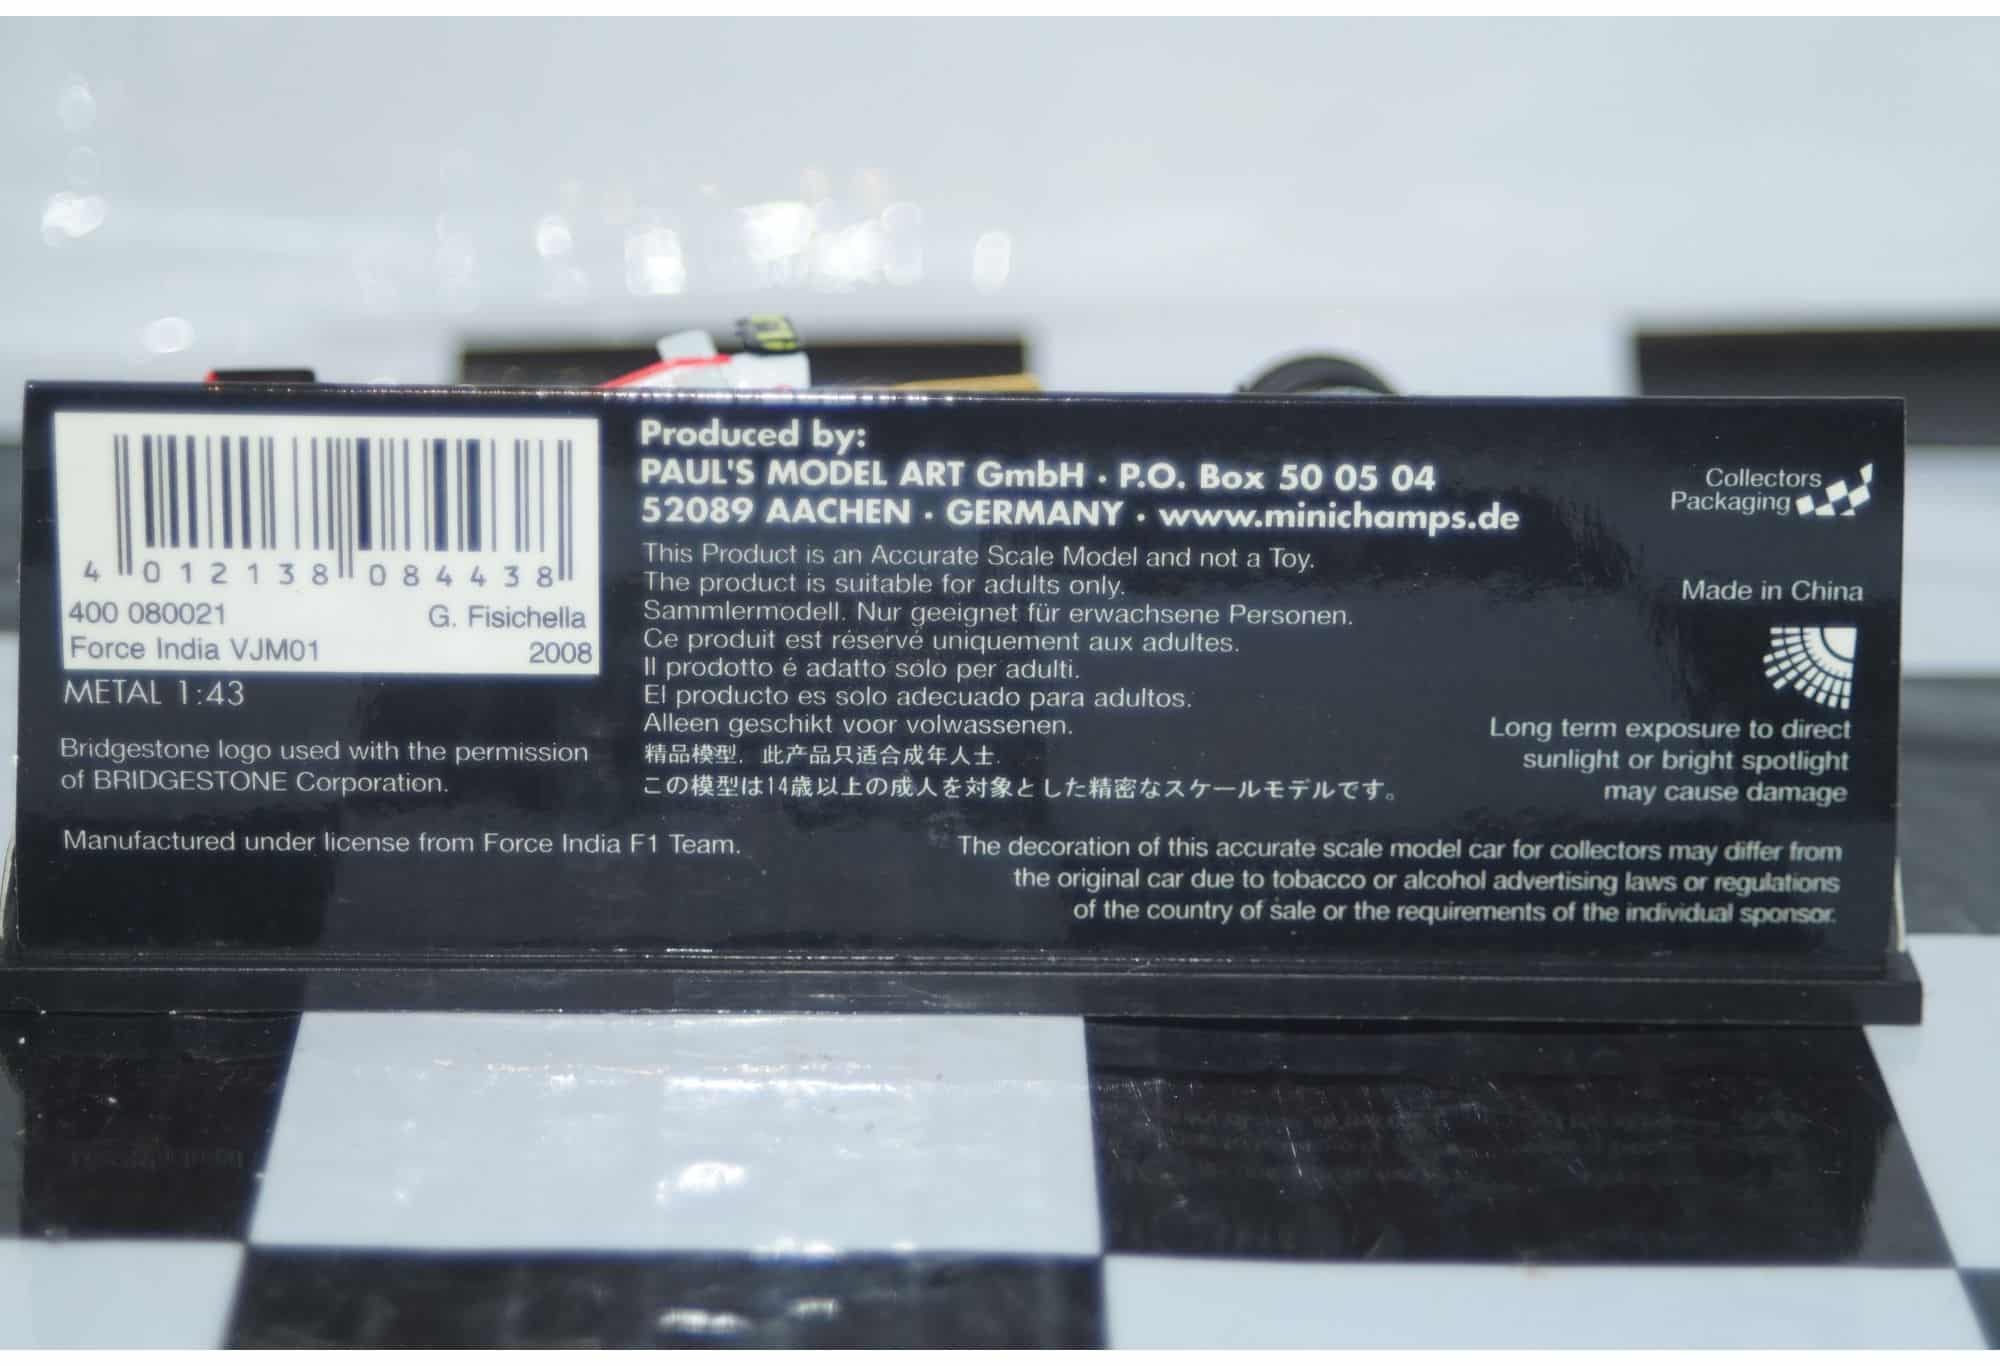 4 012138 084438
400 080021 G. Fisichella
Force India VJM01 2008
METAL 1:43
Bridgestone logo used with the permission
of BRIDGESTONE Corporation.
Manufactured under license from Force India F1 Team.
Produced by:
PAUL'S MODEL ART GmbH · P.O. Box 50 05 04
52089 AACHEN · GERMANY · www.minichamps.de
This Product is an Accurate Scale Model and not a Toy.
The product is suitable for adults only.
Sammlermodell. Nur geeignet für erwachsene Personen.
Ce produit est réservé uniquement aux adultes.
Il prodotto é adatto solo per adulti.
El producto es solo adecuado para adultos.
Alleen geschikt voor volwassenen.
精品模型. 此产品只适合成年人士.
この模型は14歳以上の成人を対象とした精密なスケールモデルです。
Collectors
Packaging
Made in China
Long term exposure to direct
sunlight or bright spotlight
may cause damage
The decoration of this accurate scale model car for collectors may differ from
the original car due to tobacco or alcohol advertising laws or regulations
of the country of sale or the requirements of the individual sponsor.